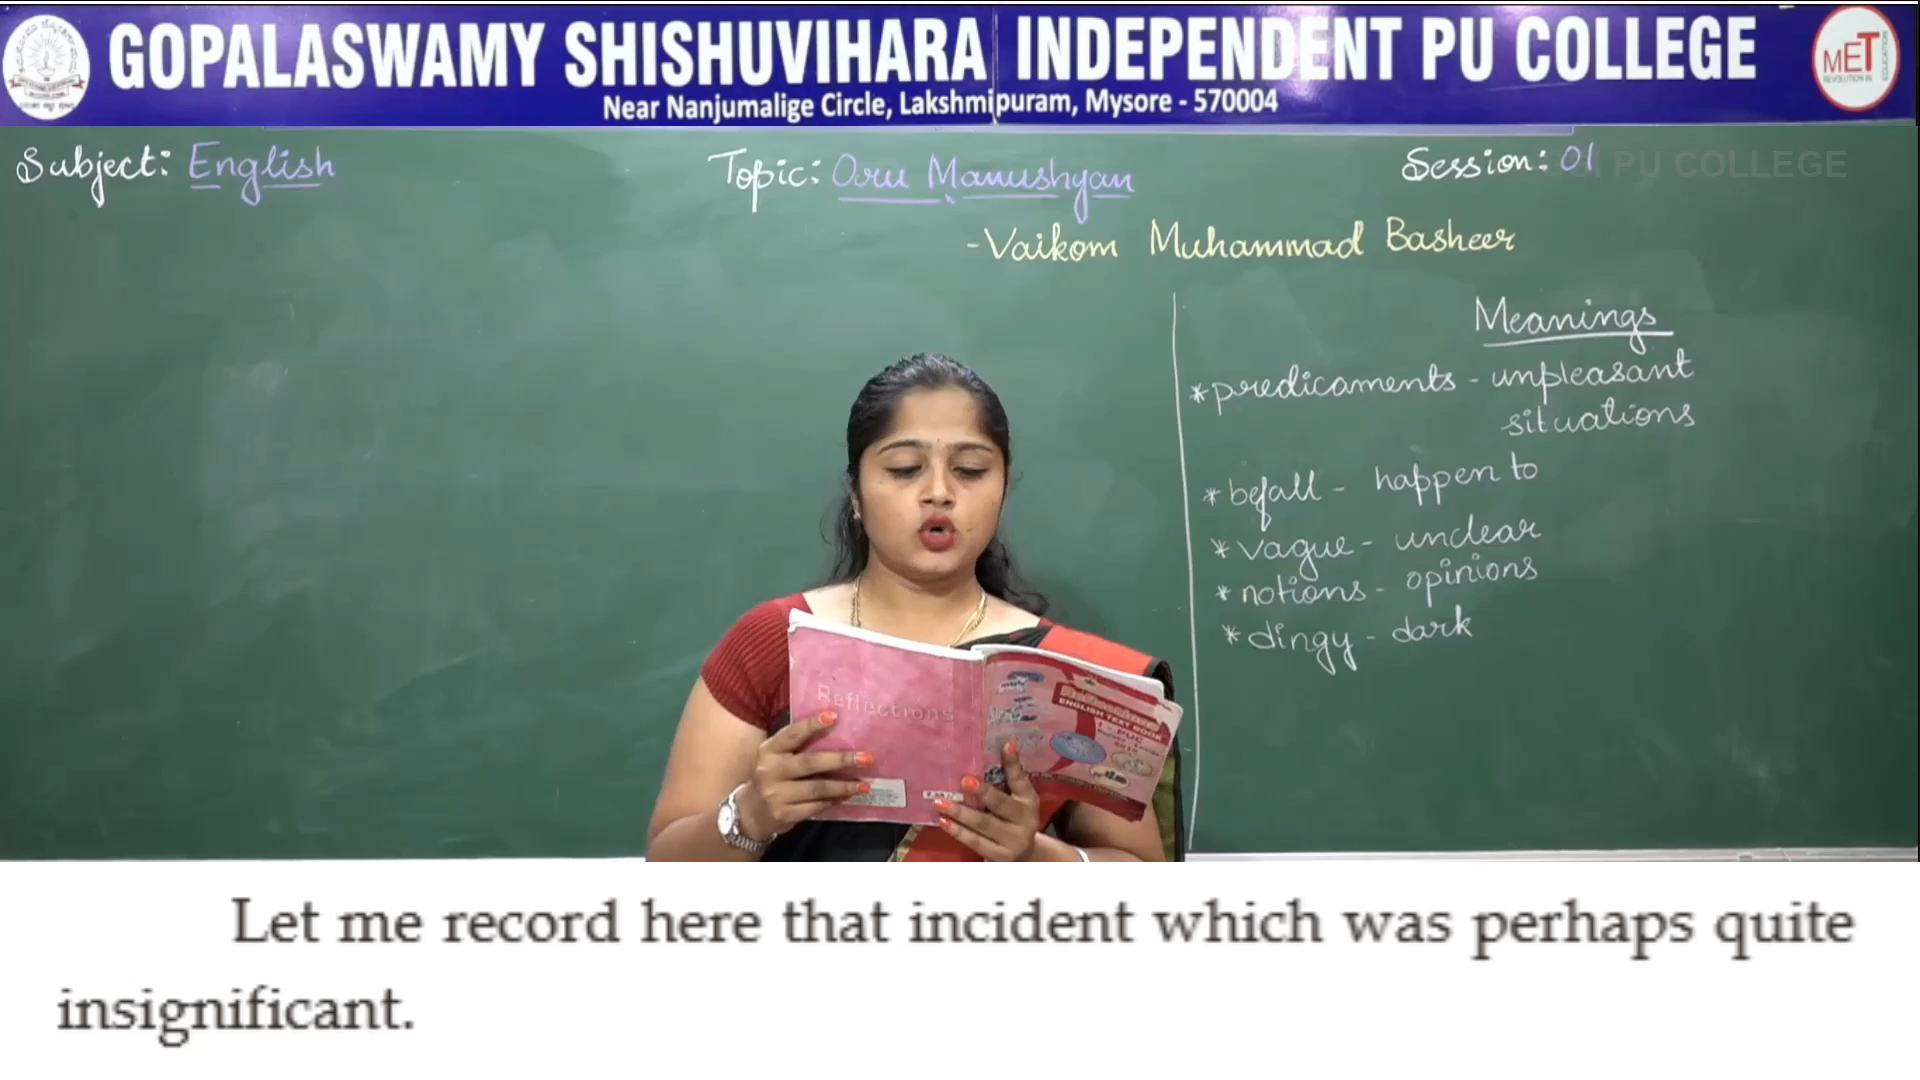 GOPALASWAMY SHISHUVIHARA INDEPENDENT PU COLLEGE
Near Nanjumalige Circle, Lakshmipuram, Mysore - 570004
MET
Subject: English
Topic: Oru Manushyan
Session: 01
PU COLLEGE
- Vaikom Muhammad Basheer
Meanings
* predicaments - unpleasant
situations
* befall - happen to
* vague - unclear
* notions - opinions
* dingy - dark
Reflections
ENGLISH TEXT BOOK
I - PUC
Let me record here that incident which was perhaps quite
insignificant.